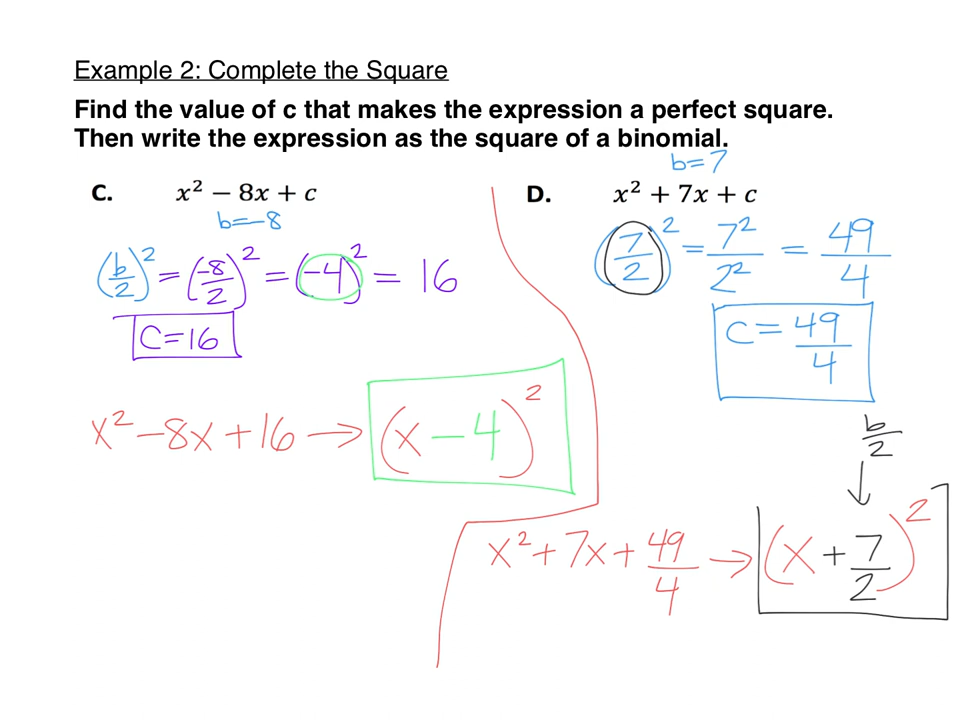 Example 2: Complete the Square
Find the value of c that makes the expression a perfect square.
Then write the expression as the square of a binomial.
C. x² − 8x + c
b=-8
(b/2)² = (-8/2)² = (-4)² = 16
C=16
x² - 8x + 16 → (x - 4)²
b=7
D. x² + 7x + c
(7/2)² = 7²/2² = 49/4
C = 49/4
b/2
↓
x² + 7x + 49/4 → (x + 7/2)²